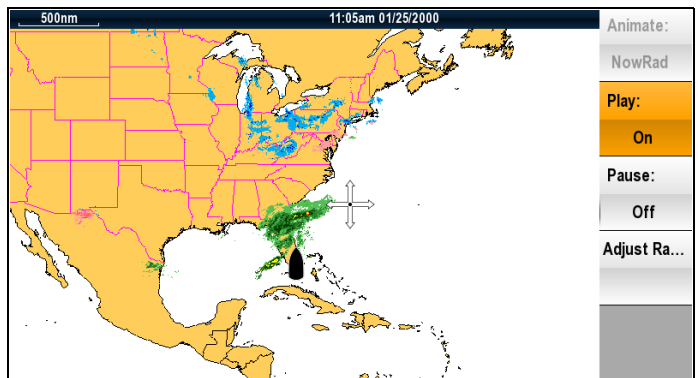 500nm
11:05am 01/25/2000
Animate:
NowRad
Play:
On
Pause:
Off
Adjust Ra...